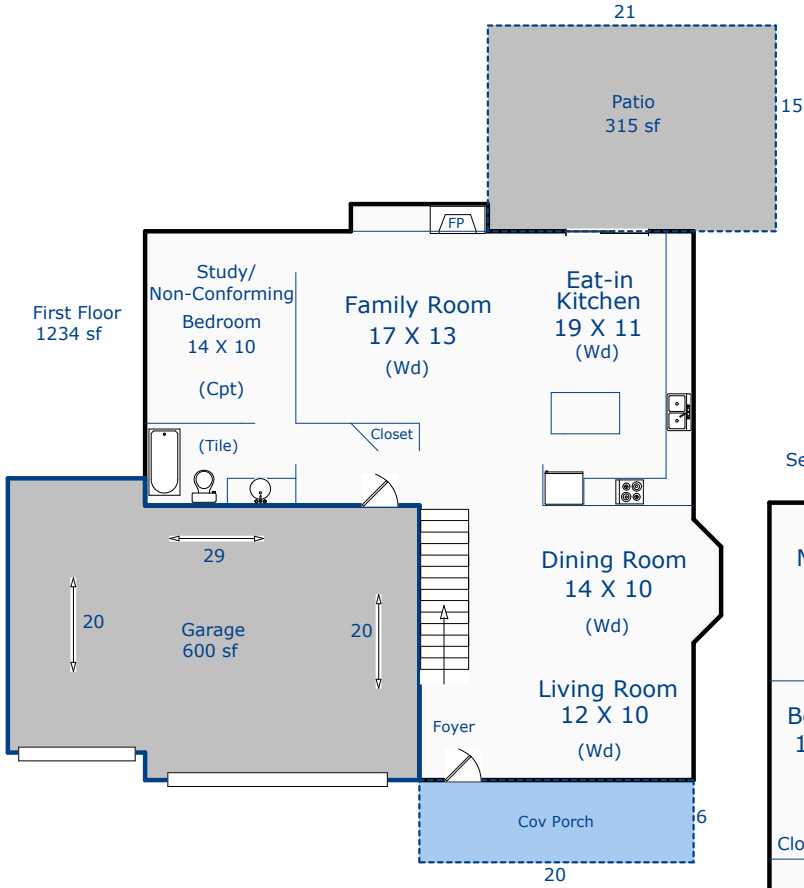 21
Patio
315 sf
15
FP
Study/
Non-Conforming
Bedroom
14 X 10
(Cpt)
Family Room
17 X 13
(Wd)
Eat-in
Kitchen
19 X 11
(Wd)
First Floor
1234 sf
(Tile)
Closet
29
20
Garage
600 sf
20
Dining Room
14 X 10
(Wd)
Living Room
12 X 10
(Wd)
Foyer
Cov Porch
6
20